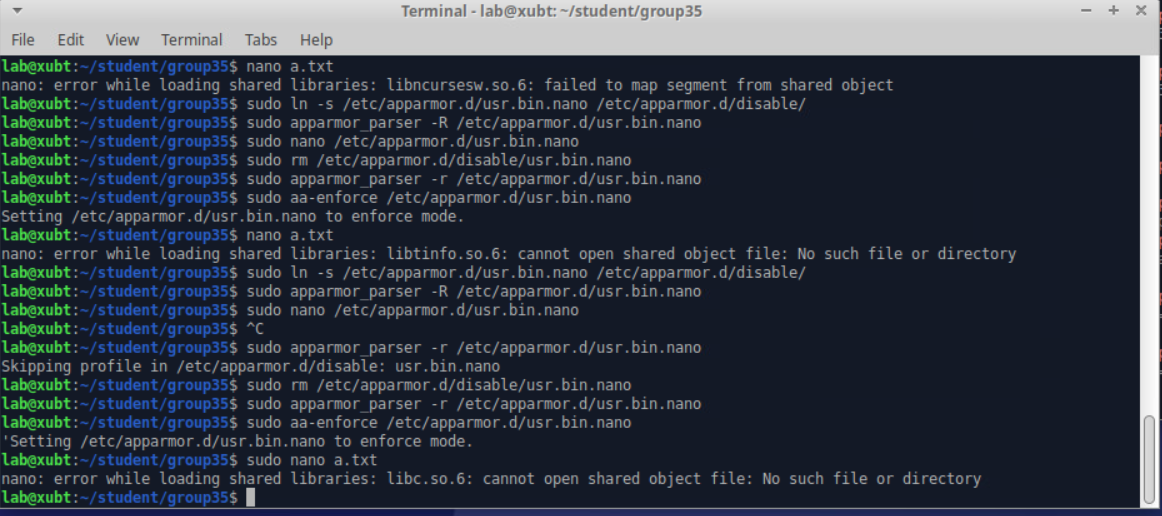 Terminal - lab@xubt: ~/student/group35
File Edit View Terminal Tabs Help
lab@xubt:~/student/group35$ nano a.txt
nano: error while loading shared libraries: libncursesw.so.6: failed to map segment from shared object
lab@xubt:~/student/group35$ sudo ln -s /etc/apparmor.d/usr.bin.nano /etc/apparmor.d/disable/
lab@xubt:~/student/group35$ sudo apparmor_parser -R /etc/apparmor.d/usr.bin.nano
lab@xubt:~/student/group35$ sudo nano /etc/apparmor.d/usr.bin.nano
lab@xubt:~/student/group35$ sudo rm /etc/apparmor.d/disable/usr.bin.nano
lab@xubt:~/student/group35$ sudo apparmor_parser -r /etc/apparmor.d/usr.bin.nano
lab@xubt:~/student/group35$ sudo aa-enforce /etc/apparmor.d/usr.bin.nano
Setting /etc/apparmor.d/usr.bin.nano to enforce mode.
lab@xubt:~/student/group35$ nano a.txt
nano: error while loading shared libraries: libtinfo.so.6: cannot open shared object file: No such file or directory
lab@xubt:~/student/group35$ sudo ln -s /etc/apparmor.d/usr.bin.nano /etc/apparmor.d/disable/
lab@xubt:~/student/group35$ sudo apparmor_parser -R /etc/apparmor.d/usr.bin.nano
lab@xubt:~/student/group35$ sudo nano /etc/apparmor.d/usr.bin.nano
lab@xubt:~/student/group35$ ^C
lab@xubt:~/student/group35$ sudo apparmor_parser -r /etc/apparmor.d/usr.bin.nano
Skipping profile in /etc/apparmor.d/disable: usr.bin.nano
lab@xubt:~/student/group35$ sudo rm /etc/apparmor.d/disable/usr.bin.nano
lab@xubt:~/student/group35$ sudo apparmor_parser -r /etc/apparmor.d/usr.bin.nano
lab@xubt:~/student/group35$ sudo aa-enforce /etc/apparmor.d/usr.bin.nano
'Setting /etc/apparmor.d/usr.bin.nano to enforce mode.
lab@xubt:~/student/group35$ sudo nano a.txt
nano: error while loading shared libraries: libc.so.6: cannot open shared object file: No such file or directory
lab@xubt:~/student/group35$